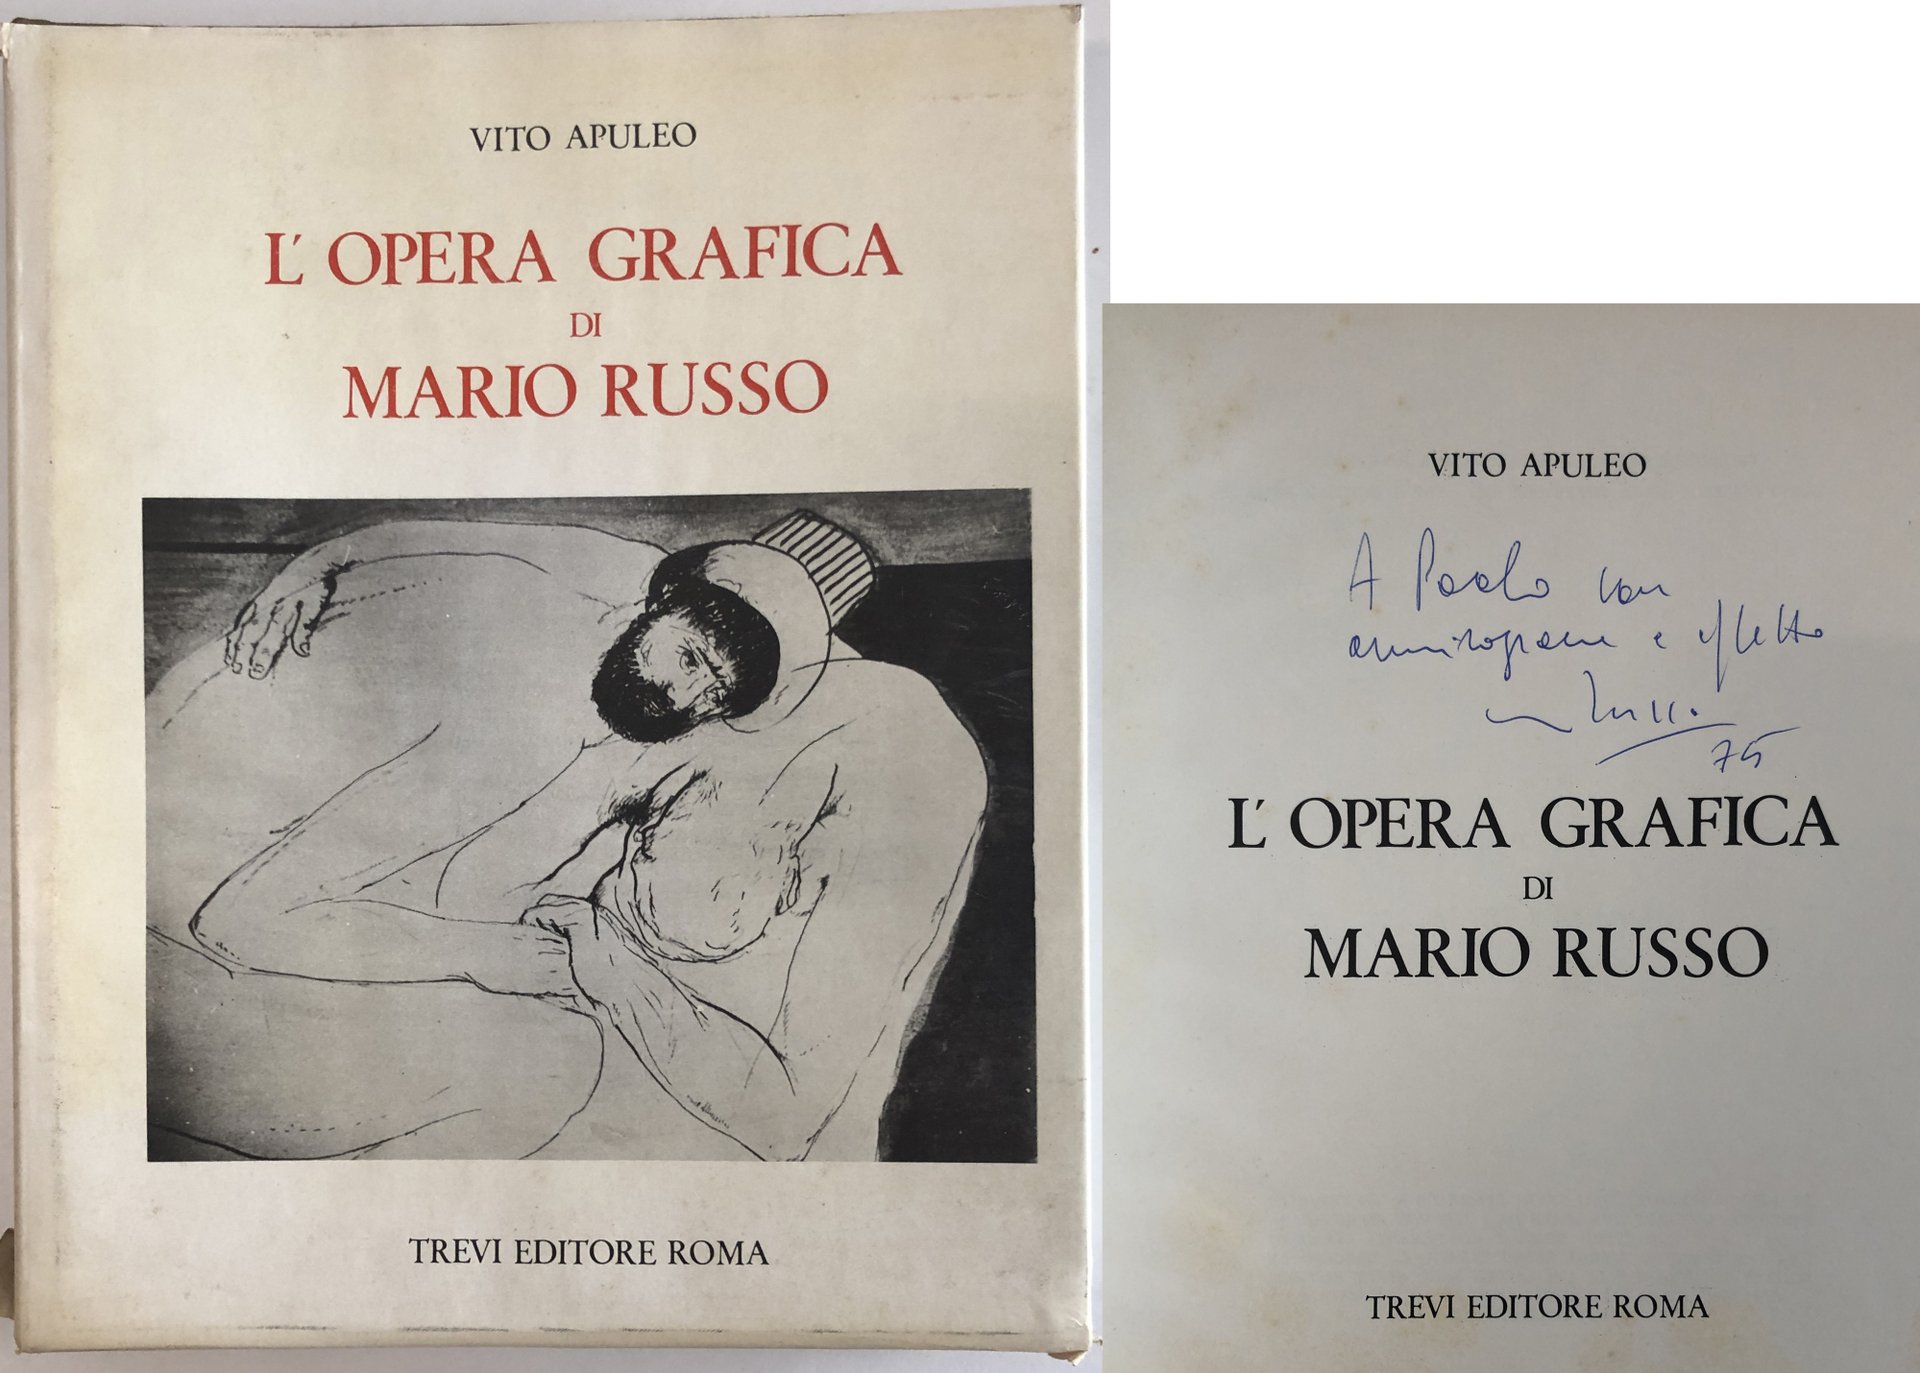 VITO APULEO
L'OPERA GRAFICA
DI
MARIO RUSSO
TREVI EDITORE ROMA
VITO APULEO
A Paolo con
ammirazione e affetto
Russo
75
L'OPERA GRAFICA
DI
MARIO RUSSO
TREVI EDITORE ROMA